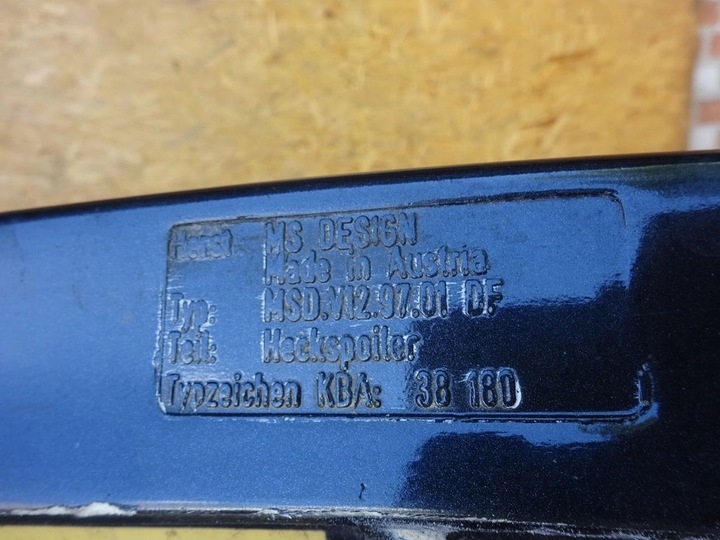 Herst MS DESIGN
Made in Austria
Typ: MSD.V12.97.01 DF
Teil: Heckspoiler
Typzeichen KBA: 38 180